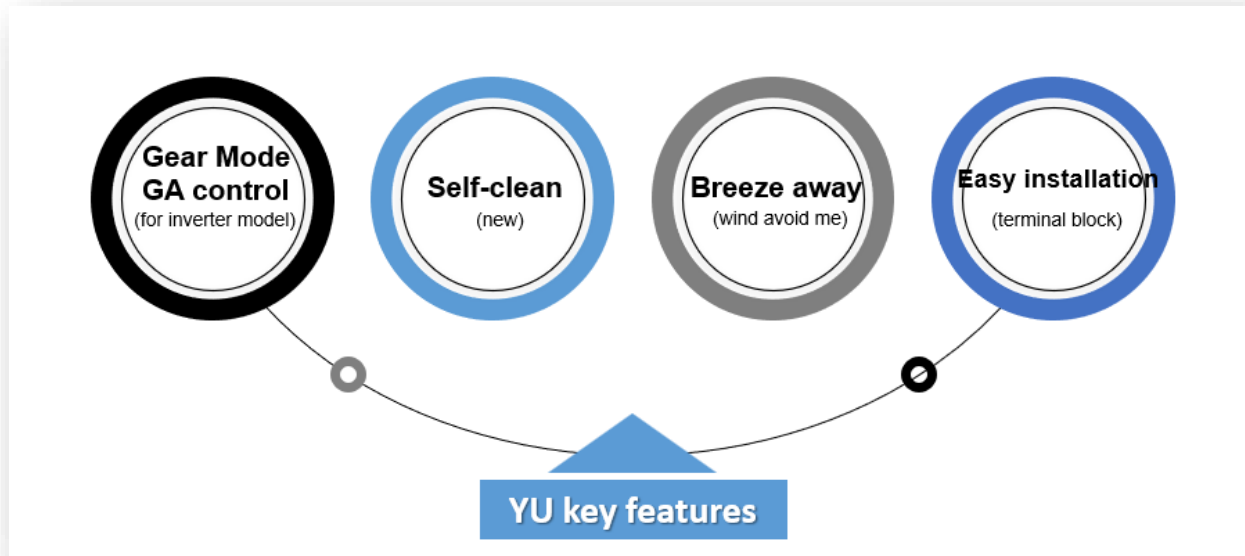 Gear Mode
GA control
(for inverter model)
Self-clean
(new)
Breeze away
(wind avoid me)
Easy installation
(terminal block)
YU key features